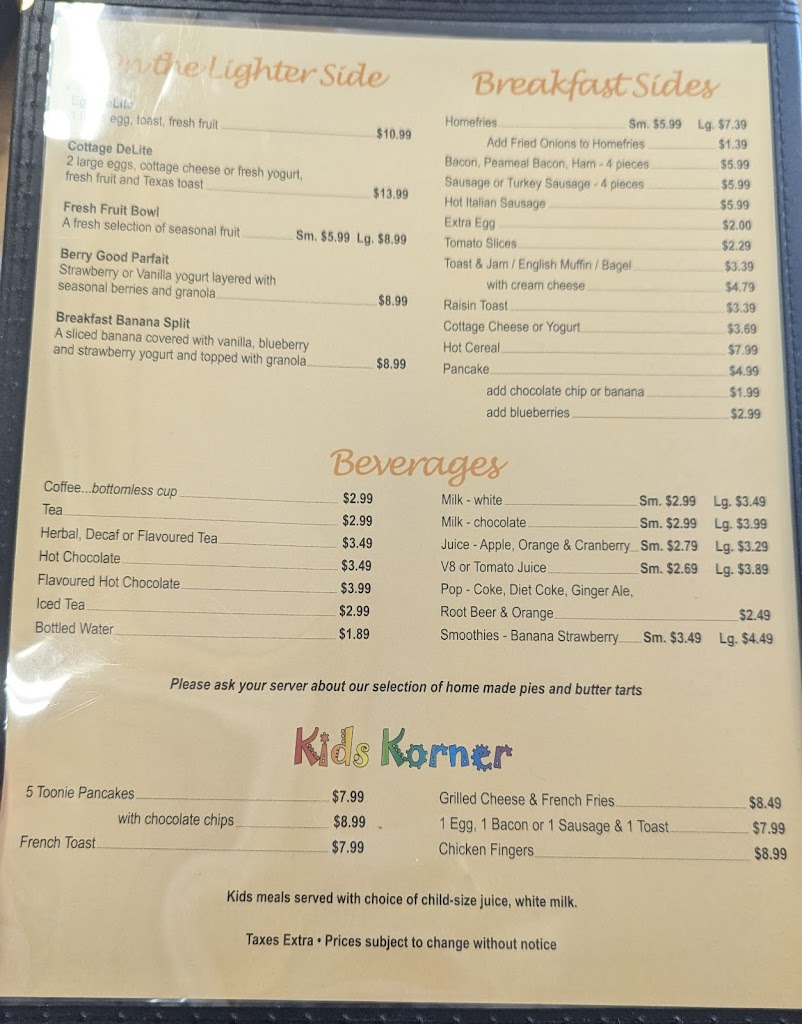 the Lighter Side
egg, toast, fresh fruit $10.99
Cottage DeLite
2 large eggs, cottage cheese or fresh yogurt,
fresh fruit and Texas toast $13.99
Fresh Fruit Bowl
A fresh selection of seasonal fruit Sm. $5.99 Lg. $8.99
Berry Good Parfait
Strawberry or Vanilla yogurt layered with
seasonal berries and granola $8.99
Breakfast Banana Split
A sliced banana covered with vanilla, blueberry
and strawberry yogurt and topped with granola $8.99
Breakfast Sides
Homefries Sm. $5.99 Lg. $7.39
Add Fried Onions to Homefries $1.39
Bacon, Peameal Bacon, Ham - 4 pieces $5.99
Sausage or Turkey Sausage - 4 pieces $5.99
Hot Italian Sausage $5.99
Extra Egg $2.00
Tomato Slices $2.29
Toast & Jam / English Muffin / Bagel $3.39
with cream cheese $4.79
Raisin Toast $3.39
Cottage Cheese or Yogurt $3.69
Hot Cereal $7.99
Pancake $4.99
add chocolate chip or banana $1.99
add blueberries $2.99
Beverages
Coffee...bottomless cup $2.99
Tea $2.99
Herbal, Decaf or Flavoured Tea $3.49
Hot Chocolate $3.49
Flavoured Hot Chocolate $3.99
Iced Tea $2.99
Bottled Water $1.89
Milk - white Sm. $2.99 Lg. $3.49
Milk - chocolate Sm. $2.99 Lg. $3.99
Juice - Apple, Orange & Cranberry Sm. $2.79 Lg. $3.29
V8 or Tomato Juice Sm. $2.69 Lg. $3.89
Pop - Coke, Diet Coke, Ginger Ale,
Root Beer & Orange $2.49
Smoothies - Banana Strawberry Sm. $3.49 Lg. $4.49
Please ask your server about our selection of home made pies and butter tarts
Kids Korner
5 Toonie Pancakes $7.99
with chocolate chips $8.99
French Toast $7.99
Grilled Cheese & French Fries $8.49
1 Egg, 1 Bacon or 1 Sausage & 1 Toast $7.99
Chicken Fingers $8.99
Kids meals served with choice of child-size juice, white milk.
Taxes Extra • Prices subject to change without notice